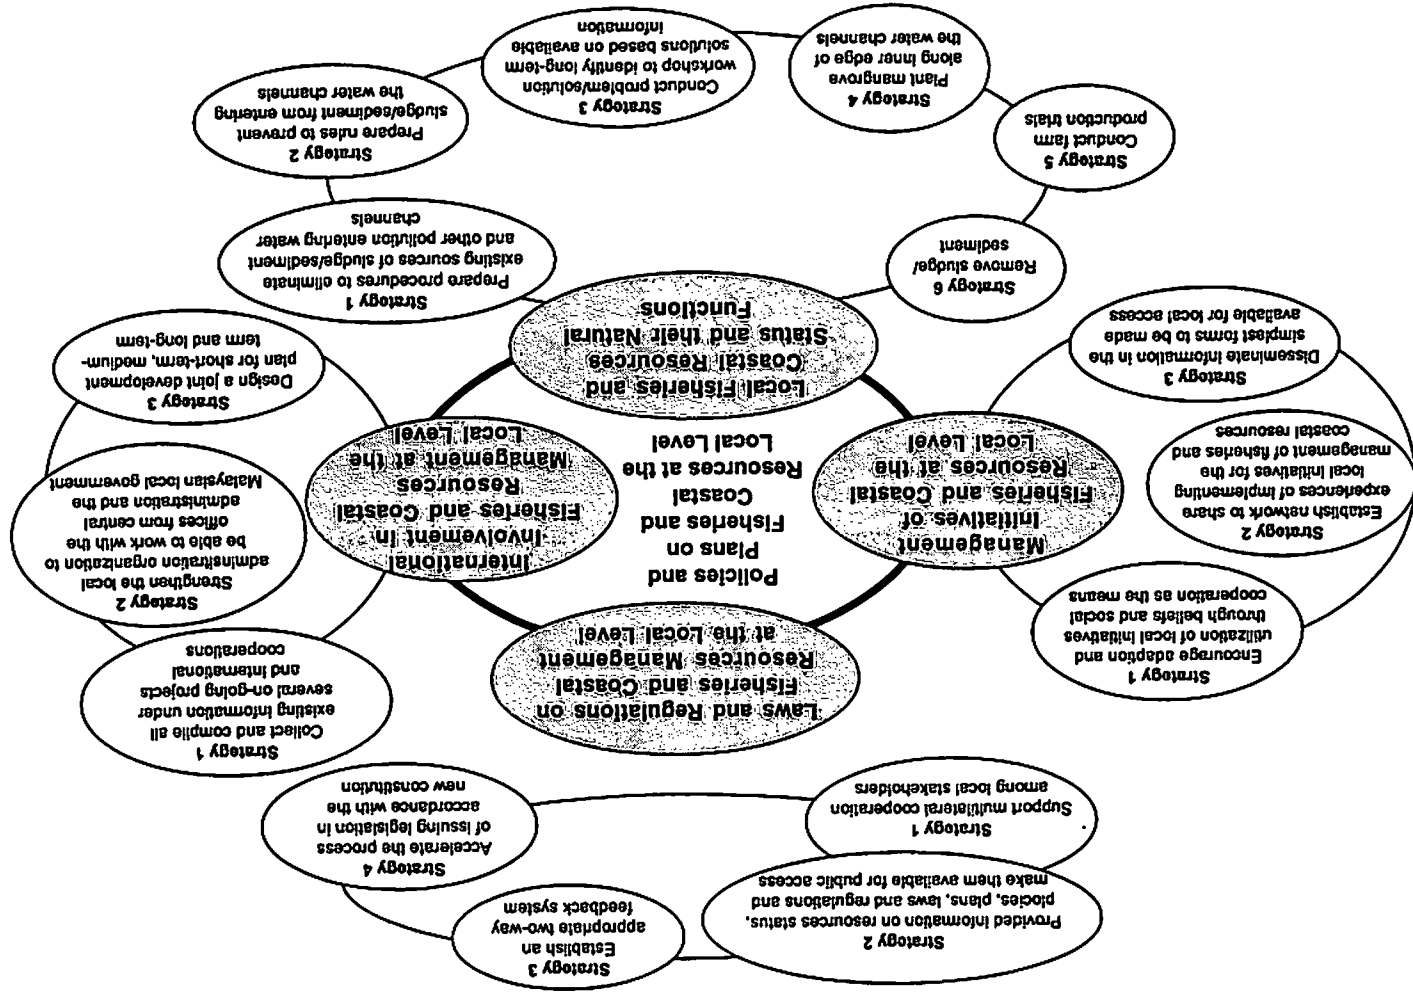 Strategy 2
Provided information on resources status,
plocies, plans, laws and regulations and
make them available for public access
Strategy 3
Establish an
appropriate two-way
feedback system
Strategy 1
Support multilateral cooperation
among local stakeholders
Strategy 4
Accelerate the process
of issuing legislation in
accordance with the
new constitution
Laws and Regulations on
Fisheries and Coastal
Resources Management
at the Local Level
Strategy 1
Collect and compile all
existing information under
several on-going projects
and international
cooperations
Strategy 1
Encourage adaption and
utilization of local initiatives
through beliefs and social
cooperation as the means
Strategy 2
Establish network to share
experiences of implementing
local initiatives for the
management of fisheries and
coastal resources
Strategy 3
Disseminate information in the
simplest forms to be made
available for local access
Management
Initiatives of
Fisheries and Coastal
Resources at the
Local Level
Policies and
Plans on
Fisheries and
Coastal
Resources at the
Local Level
International
Involvement in
Fisheries and Coastal
Resources
Management at the
Local Level
Strategy 2
Strengthen the local
adminsitration organization to
be able to work with the
offices from central
administration and the
Malaysian local government
Strategy 3
Design a joint development
plan for short-term, medium-
term and long-term
Local Fisheries and
Coastal Resources
Status and their Natural
Functions
Strategy 6
Remove sludge/
sediment
Strategy 1
Prepare procedures to eliminate
existing sources of sludge/sediment
and other pollution entering water
channels
Strategy 5
Conduct farm
production trials
Strategy 2
Prepare rules to prevent
sludge/sediment from entering
the water channels
Strategy 4
Plant mangrove
along inner edge of
the water channels
Strategy 3
Conduct problem/solution
workshop to identify long-term
solutions based on available
information